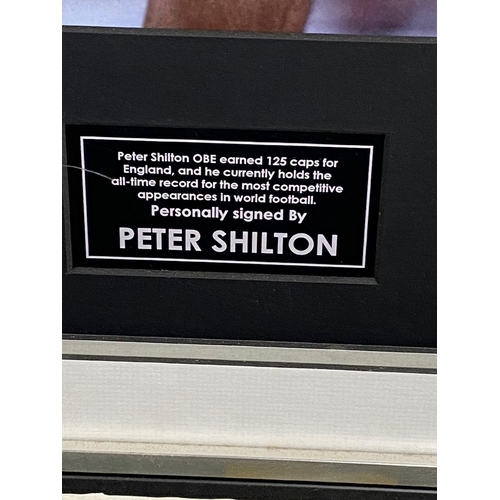 Peter Shilton OBE earned 125 caps for
England, and he currently holds the
all-time record for the most competitive
appearances in world football.
Personally signed By
PETER SHILTON